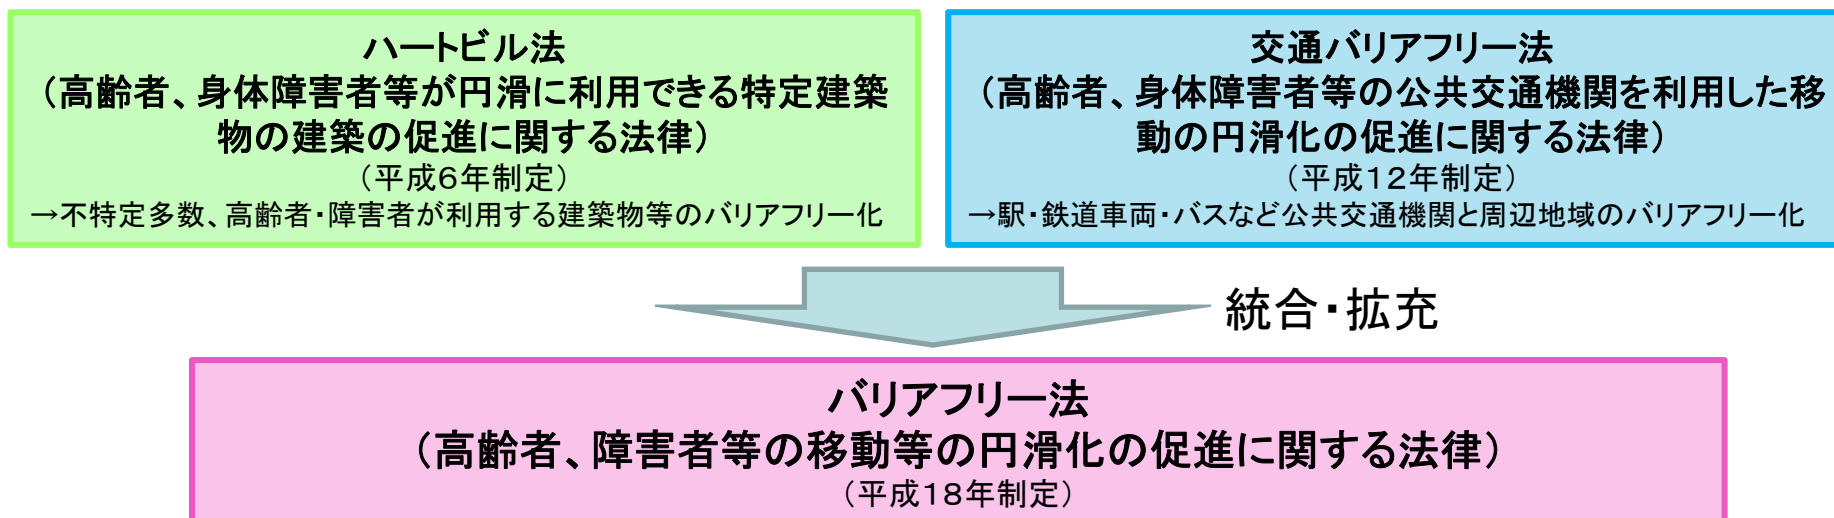 ハートビル法
（高齢者、身体障害者等が円滑に利用できる特定建築
物の建築の促進に関する法律）
（平成６年制定）
→不特定多数、高齢者・障害者が利用する建築物等のバリアフリー化
交通バリアフリー法
（高齢者、身体障害者等の公共交通機関を利用した移
動の円滑化の促進に関する法律）
（平成１２年制定）
→駅・鉄道車両・バスなど公共交通機関と周辺地域のバリアフリー化
統合・拡充
バリアフリー法
（高齢者、障害者等の移動等の円滑化の促進に関する法律）
（平成１８年制定）